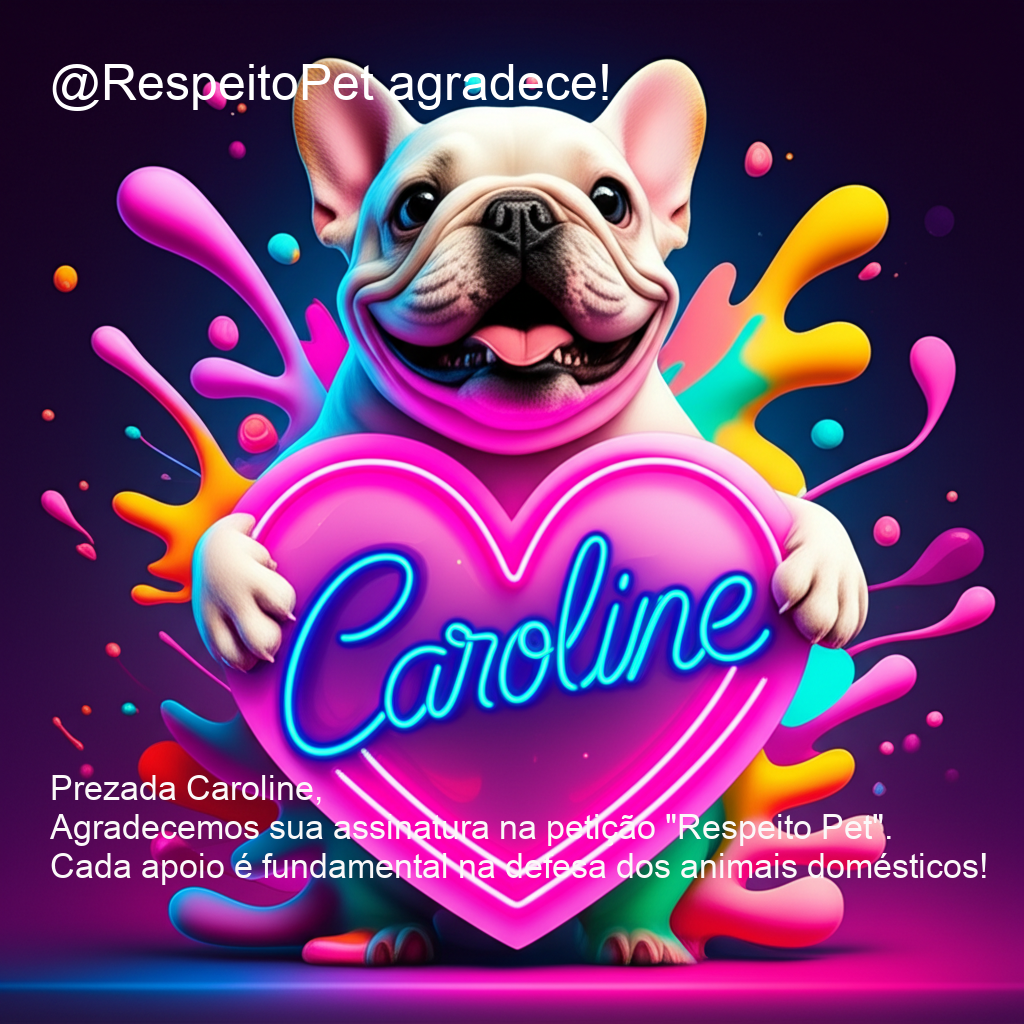 @RespeitoPet agradece!
Caroline
Prezada Caroline,
Agradecemos sua assinatura na petição "Respeito Pet".
Cada apoio é fundamental na defesa dos animais domésticos!